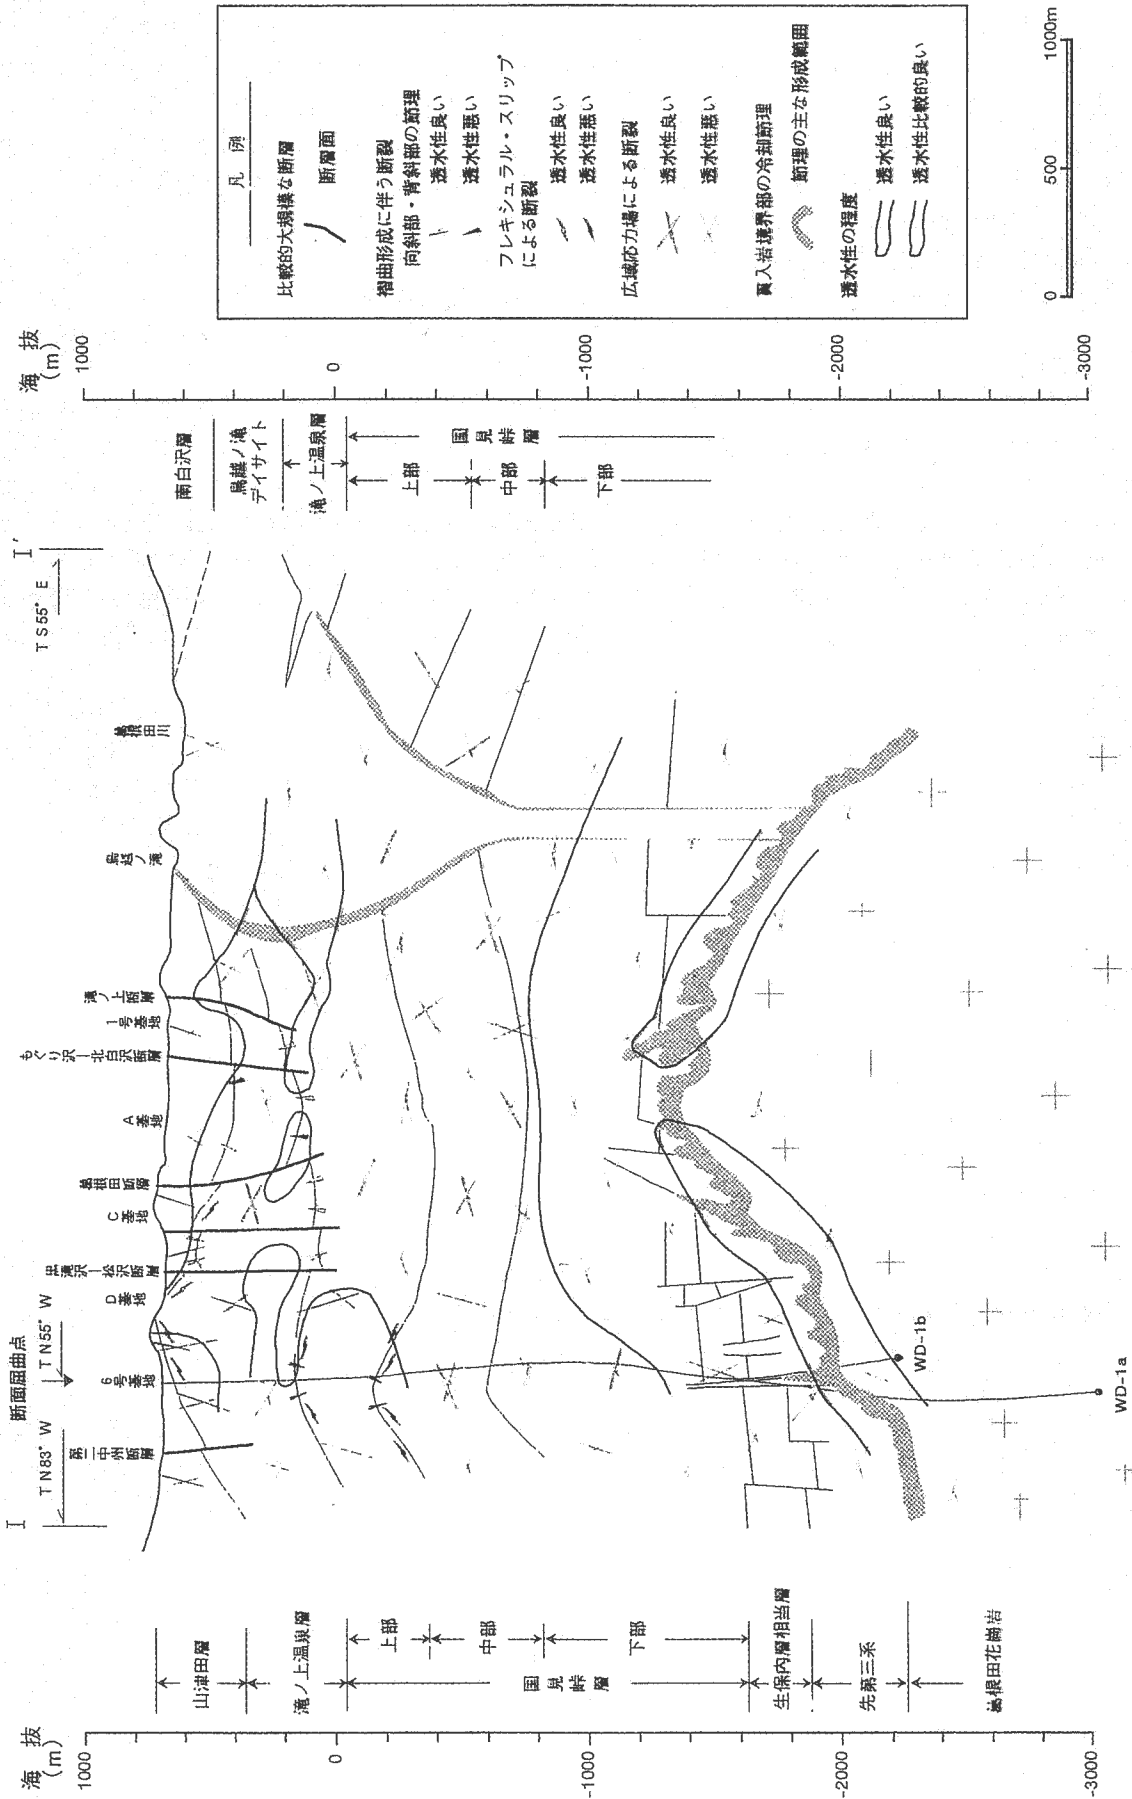 海抜
(m)
1000
0
-1000
-2000
-3000
山津田層
滝ノ上温泉層
上部
中部
下部
国見峠層
生保内層相当層
先第三系
葛根田花崗岩
I
TN83°W
断面屈曲点
TN55°W
TS55°E
I'
第二中州断層
6号基地
D基地
黒滝沢−松沢断層
C基地
葛根田断層
A基地
もぐり沢−北白沢断層
1号基地
滝ノ上断層
鳥越ノ滝
葛根田川
WD-1b
WD-1a
南白沢層
鳥越ノ滝
デイサイト
滝ノ上温泉層
上部
中部
下部
国見峠層
海抜
(m)
1000
0
-1000
-2000
-3000
凡例
比較的大規模な断層
断層面
褶曲形成に伴う断裂
向斜部・背斜部の節理
透水性良い
透水性悪い
フレキシュラル・スリップ
による断裂
透水性良い
透水性悪い
広域応力場による断裂
透水性良い
透水性悪い
貫入岩境界部の冷却節理
節理の主な形成範囲
透水性の程度
透水性良い
透水性比較的良い
0
500
1000m